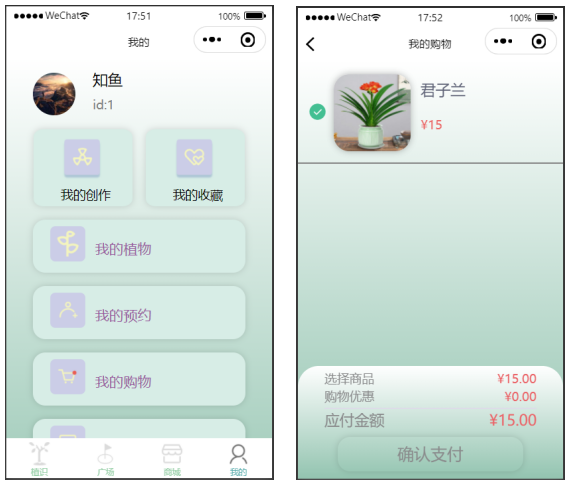 WeChat
17:51
100%
我的
知鱼
id:1
我的创作
我的收藏
我的植物
我的预约
我的购物
植识
广场
商城
我的
WeChat
17:52
100%
我的购物
君子兰
¥15
选择商品
¥15.00
购物优惠
¥0.00
应付金额
¥15.00
确认支付